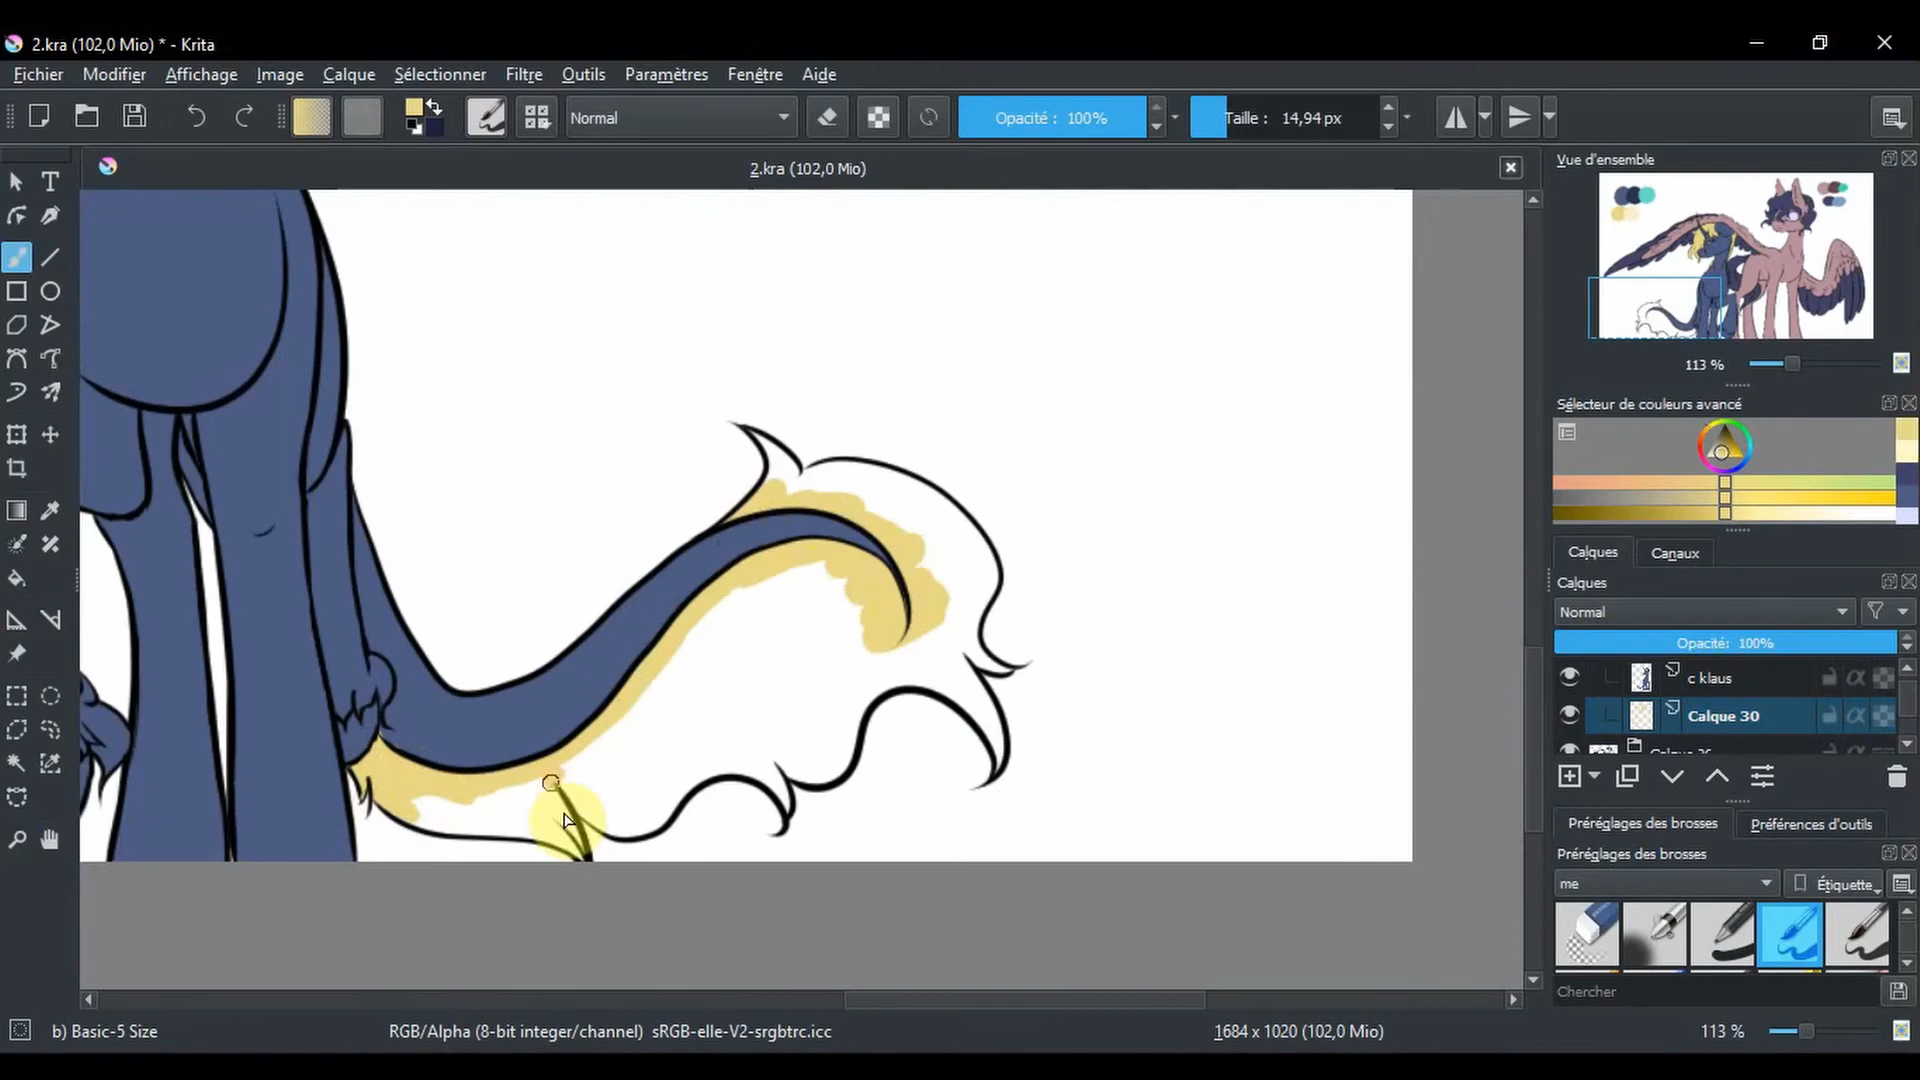 2.kra (102,0 Mio) * - Krita
Fichier Modifier Affichage Image Calque Sélectionner Filtre Outils Paramètres Fenêtre Aide
Normal
Opacité : 100%
Taille : 14,94 px
2.kra (102,0 Mio)
Vue d'ensemble
113 %
Sélecteur de couleurs avancé
Calques Canaux
Calques
Normal
Opacité: 100%
c klaus
Calque 30
Préréglages des brosses Préférences d'outils
Préréglages des brosses
me
Étiquette
Chercher
b) Basic-5 Size
RGB/Alpha (8-bit integer/channel) sRGB-elle-V2-srgbtrc.icc
1684 x 1020 (102,0 Mio)
113 %